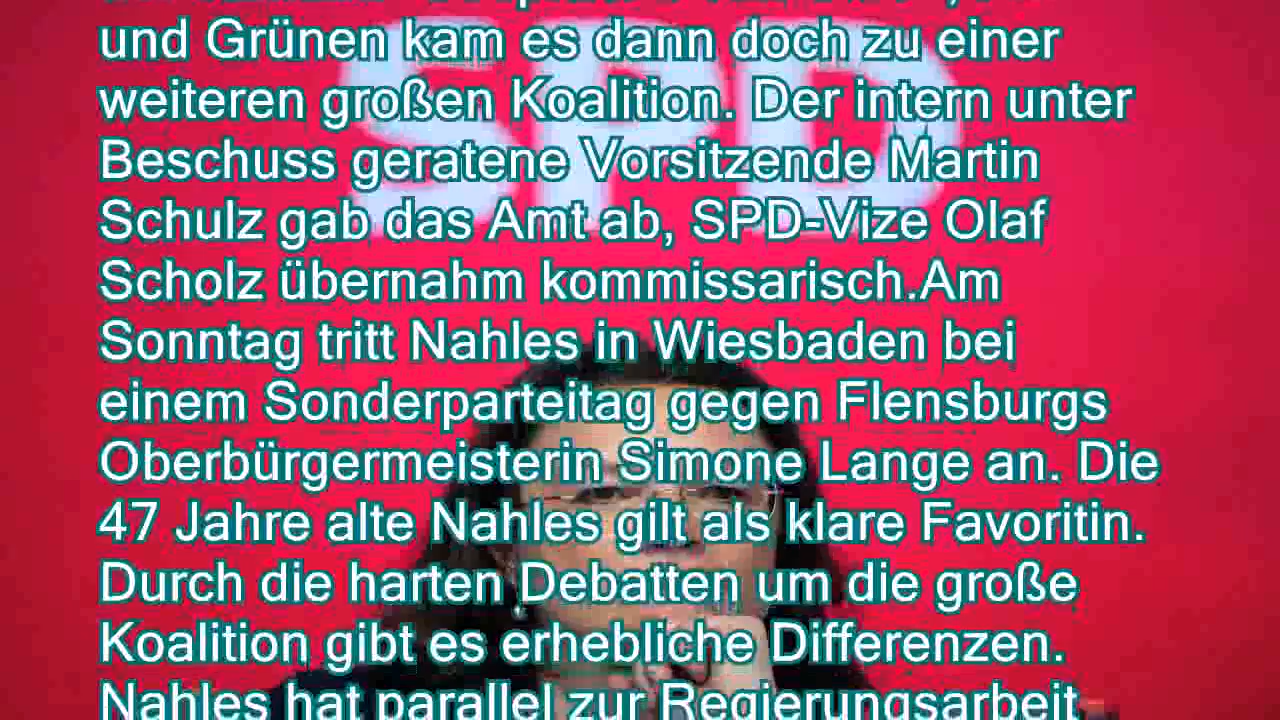 SPD
und Grünen kam es dann doch zu einer
weiteren großen Koalition. Der intern unter
Beschuss geratene Vorsitzende Martin
Schulz gab das Amt ab, SPD-Vize Olaf
Scholz übernahm kommissarisch.Am
Sonntag tritt Nahles in Wiesbaden bei
einem Sonderparteitag gegen Flensburgs
Oberbürgermeisterin Simone Lange an. Die
47 Jahre alte Nahles gilt als klare Favoritin.
Durch die harten Debatten um die große
Koalition gibt es erhebliche Differenzen.
Nahles hat parallel zur Regierungsarbeit